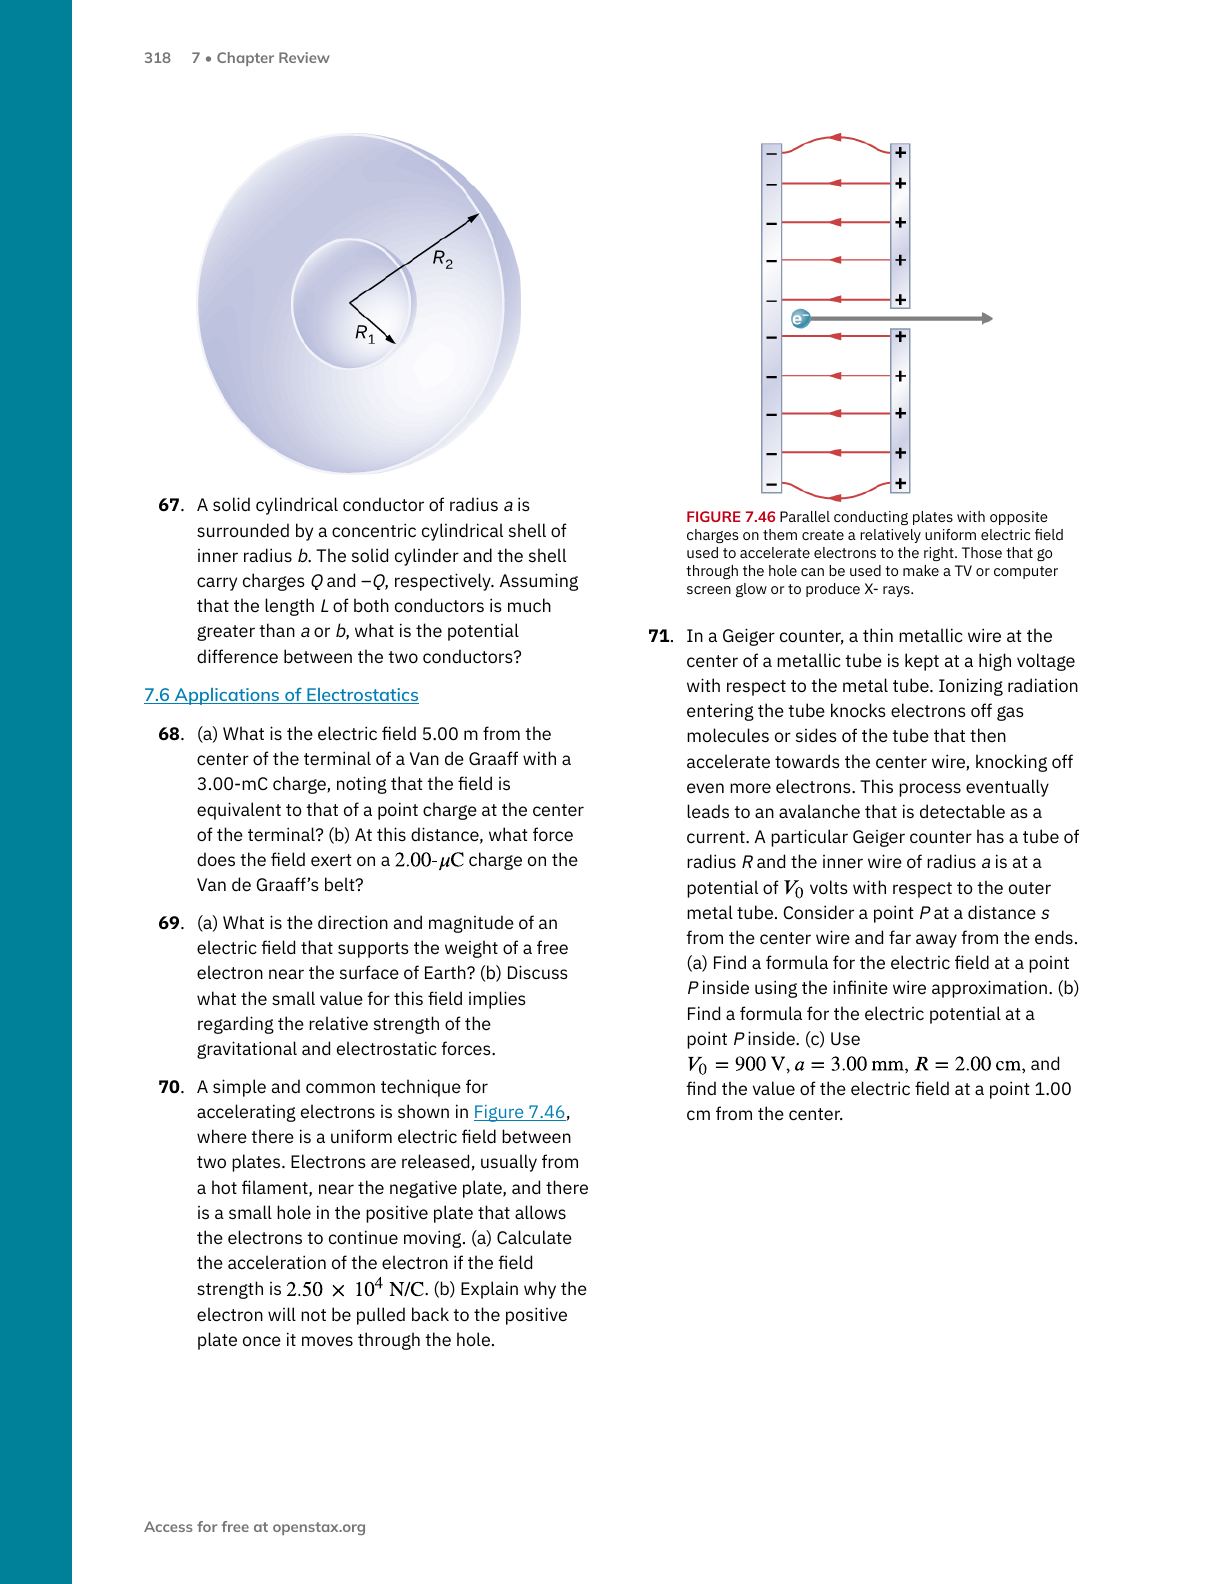 318 7 • Chapter Review
R2
R1
67. A solid cylindrical conductor of radius a is
surrounded by a concentric cylindrical shell of
inner radius b. The solid cylinder and the shell
carry charges Q and –Q, respectively. Assuming
that the length L of both conductors is much
greater than a or b, what is the potential
difference between the two conductors?
7.6 Applications of Electrostatics
68. (a) What is the electric field 5.00 m from the
center of the terminal of a Van de Graaff with a
3.00-mC charge, noting that the field is
equivalent to that of a point charge at the center
of the terminal? (b) At this distance, what force
does the field exert on a 2.00-μC charge on the
Van de Graaff’s belt?
69. (a) What is the direction and magnitude of an
electric field that supports the weight of a free
electron near the surface of Earth? (b) Discuss
what the small value for this field implies
regarding the relative strength of the
gravitational and electrostatic forces.
70. A simple and common technique for
accelerating electrons is shown in Figure 7.46,
where there is a uniform electric field between
two plates. Electrons are released, usually from
a hot filament, near the negative plate, and there
is a small hole in the positive plate that allows
the electrons to continue moving. (a) Calculate
the acceleration of the electron if the field
strength is 2.50 × 10⁴ N/C. (b) Explain why the
electron will not be pulled back to the positive
plate once it moves through the hole.
− +
− +
− +
− +
− +
e−
− +
− +
− +
− +
− +
FIGURE 7.46 Parallel conducting plates with opposite
charges on them create a relatively uniform electric field
used to accelerate electrons to the right. Those that go
through the hole can be used to make a TV or computer
screen glow or to produce X- rays.
71. In a Geiger counter, a thin metallic wire at the
center of a metallic tube is kept at a high voltage
with respect to the metal tube. Ionizing radiation
entering the tube knocks electrons off gas
molecules or sides of the tube that then
accelerate towards the center wire, knocking off
even more electrons. This process eventually
leads to an avalanche that is detectable as a
current. A particular Geiger counter has a tube of
radius R and the inner wire of radius a is at a
potential of V₀ volts with respect to the outer
metal tube. Consider a point P at a distance s
from the center wire and far away from the ends.
(a) Find a formula for the electric field at a point
P inside using the infinite wire approximation. (b)
Find a formula for the electric potential at a
point P inside. (c) Use
V₀ = 900 V, a = 3.00 mm, R = 2.00 cm, and
find the value of the electric field at a point 1.00
cm from the center.
Access for free at openstax.org